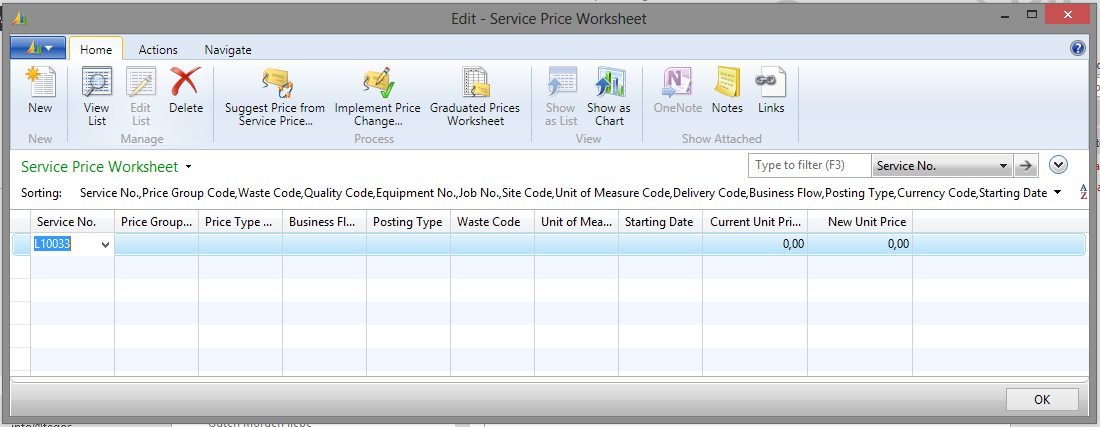 Edit - Service Price Worksheet
Home Actions Navigate
New View List Edit List Delete Suggest Price from Service Price... Implement Price Change... Graduated Prices Worksheet Show as List Show as Chart OneNote Notes Links
New Manage Process View Show Attached
Service Price Worksheet Type to filter (F3) Service No.
Sorting: Service No.,Price Group Code,Waste Code,Quality Code,Equipment No.,Job No.,Site Code,Unit of Measure Code,Delivery Code,Business Flow,Posting Type,Currency Code,Starting Date
Service No. Price Group... Price Type ... Business Fl... Posting Type Waste Code Unit of Mea... Starting Date Current Unit Pri... New Unit Price
L10033 0,00 0,00
OK